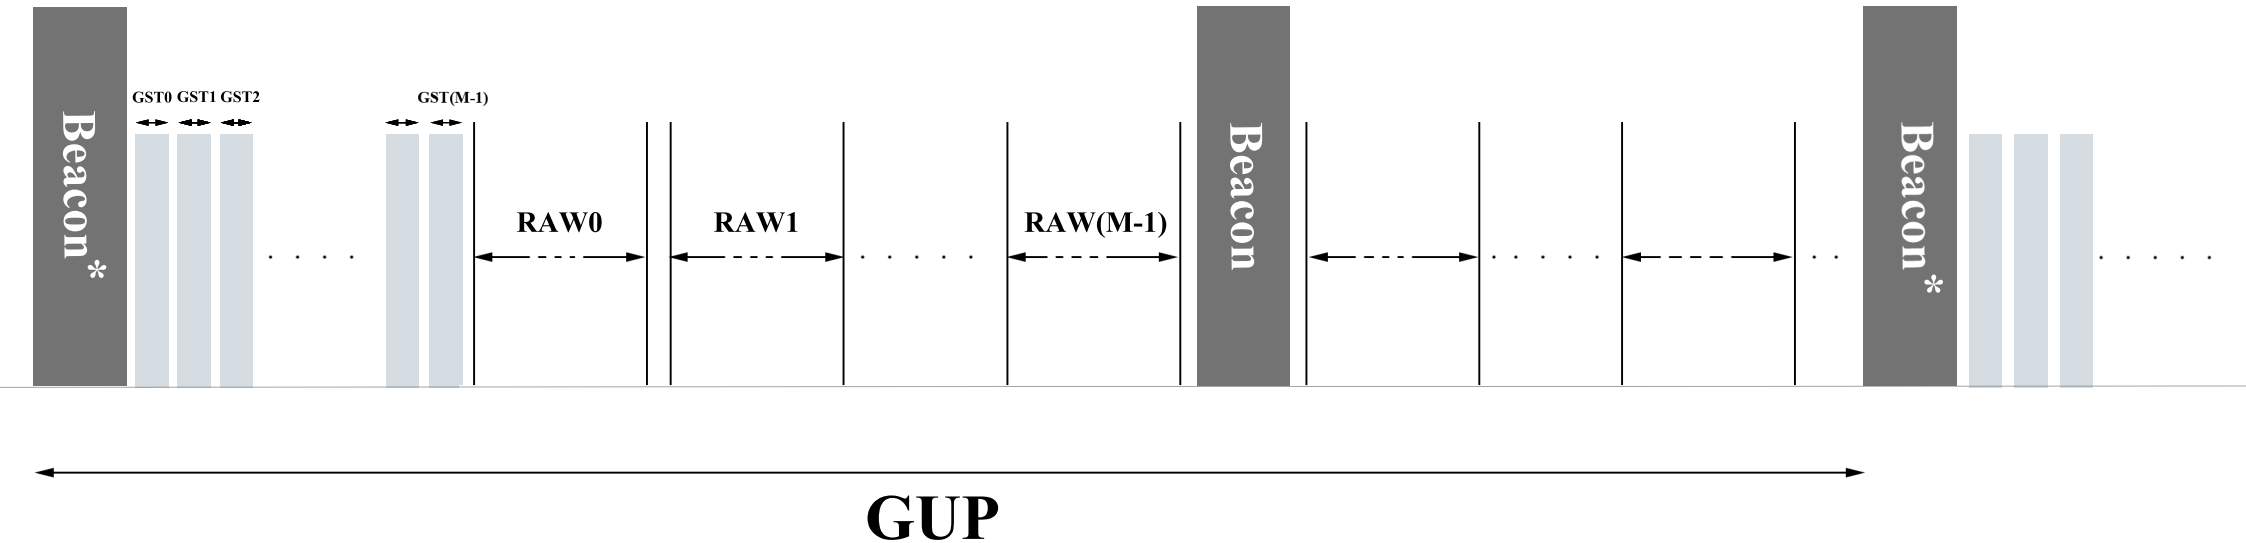 Beacon*
GST0 GST1 GST2
. . . .
GST(M-1)
RAW0
RAW1
. . . . .
RAW(M-1)
Beacon
. . . . .
. .
Beacon*
. . . . .
GUP